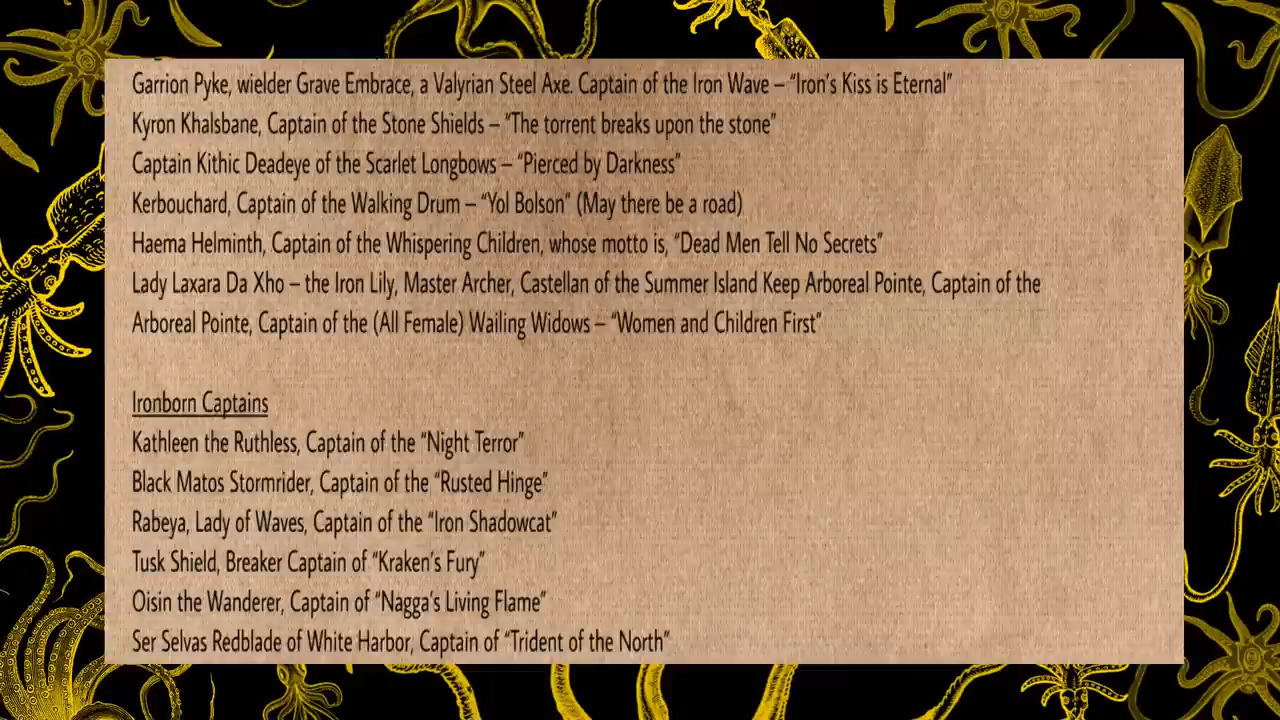 Garrion Pyke, wielder Grave Embrace, a Valyrian Steel Axe. Captain of the Iron Wave – “Iron’s Kiss is Eternal”
Kyron Khalsbane, Captain of the Stone Shields – “The torrent breaks upon the stone”
Captain Kithic Deadeye of the Scarlet Longbows – “Pierced by Darkness”
Kerbouchard, Captain of the Walking Drum – “Yol Bolson” (May there be a road)
Haema Helminth, Captain of the Whispering Children, whose motto is, “Dead Men Tell No Secrets”
Lady Laxara Da Xho – the Iron Lily, Master Archer, Castellan of the Summer Island Keep Arboreal Pointe, Captain of the
Arboreal Pointe, Captain of the (All Female) Wailing Widows – “Women and Children First”
Ironborn Captains
Kathleen the Ruthless, Captain of the “Night Terror”
Black Matos Stormrider, Captain of the “Rusted Hinge”
Rabeya, Lady of Waves, Captain of the “Iron Shadowcat”
Tusk Shield, Breaker Captain of “Kraken’s Fury”
Oisin the Wanderer, Captain of “Nagga’s Living Flame”
Ser Selvas Redblade of White Harbor, Captain of “Trident of the North”